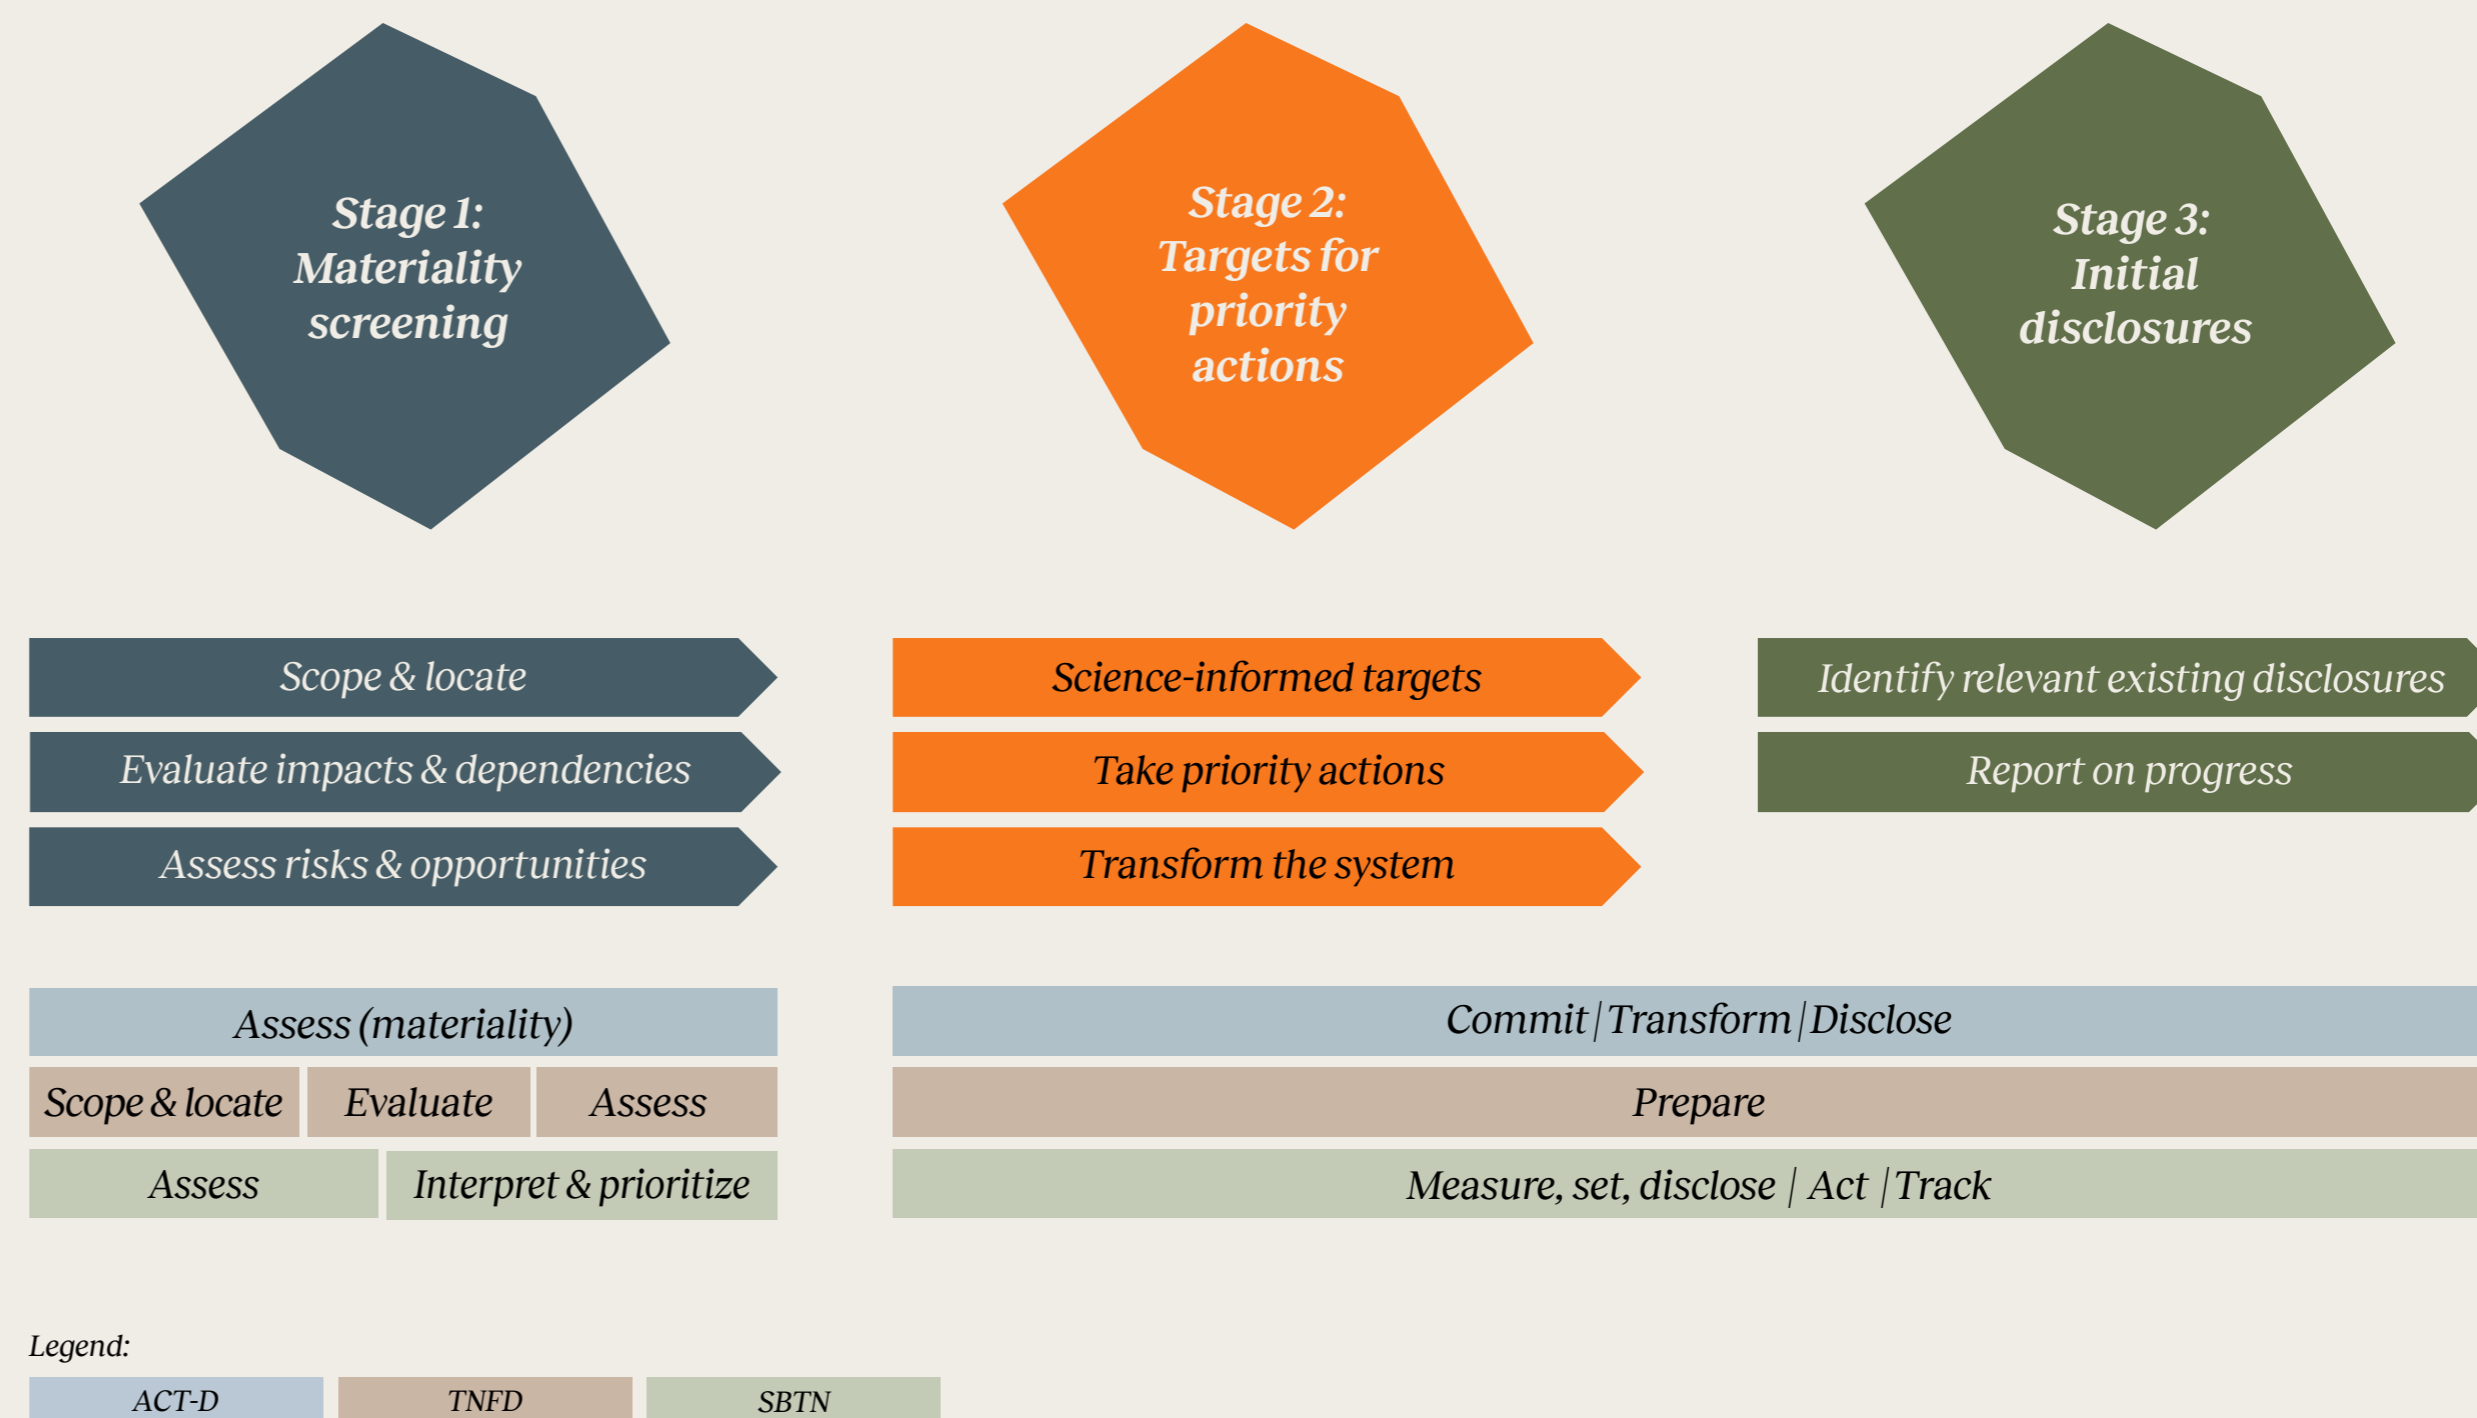 Stage 1:
Materiality
screening
Stage 2:
Targets for
priority
actions
Stage 3:
Initial
disclosures
Scope & locate
Evaluate impacts & dependencies
Assess risks & opportunities
Science-informed targets
Take priority actions
Transform the system
Identify relevant existing disclosures
Report on progress
Assess (materiality)
Commit | Transform | Disclose
Scope & locate
Evaluate
Assess
Prepare
Assess
Interpret & prioritize
Measure, set, disclose | Act | Track
Legend:
ACT-D
TNFD
SBTN